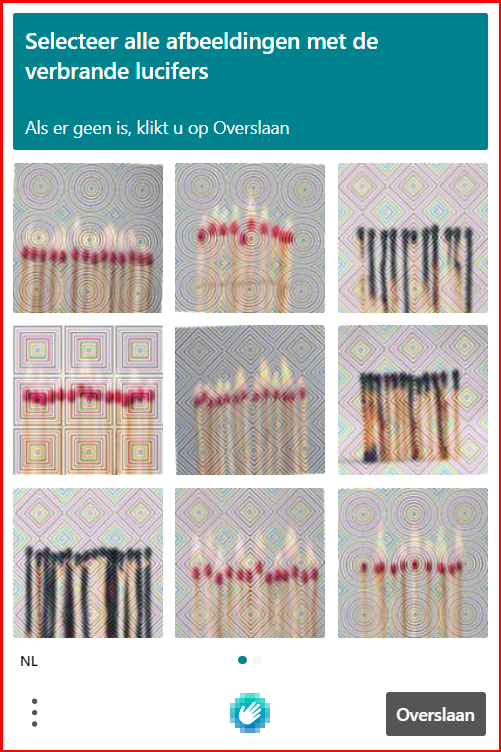 Selecteer alle afbeeldingen met de
verbrande lucifers
Als er geen is, klikt u op Overslaan
NL
Overslaan